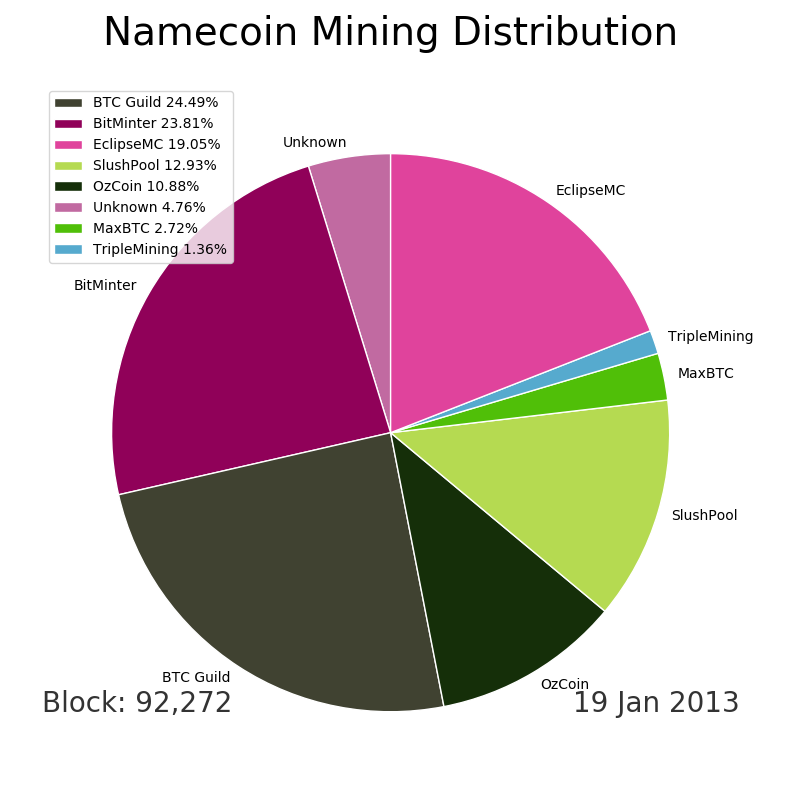 Namecoin Mining Distribution
BTC Guild 24.49%
BitMinter 23.81%
EclipseMC 19.05%
SlushPool 12.93%
OzCoin 10.88%
Unknown 4.76%
MaxBTC 2.72%
TripleMining 1.36%
Unknown
EclipseMC
BitMinter
TripleMining
MaxBTC
SlushPool
BTC Guild
OzCoin
Block: 92,272
19 Jan 2013